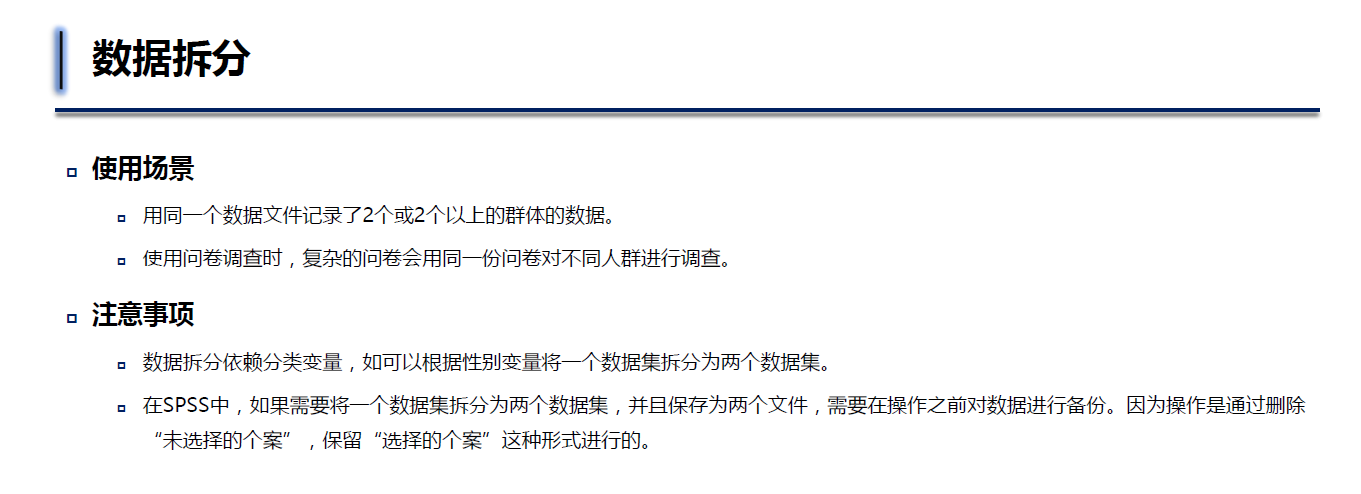 数据拆分
使用场景
用同一个数据文件记录了2个或2个以上的群体的数据。
使用问卷调查时，复杂的问卷会用同一份问卷对不同人群进行调查。
注意事项
数据拆分依赖分类变量，如可以根据性别变量将一个数据集拆分为两个数据集。
在SPSS中，如果需要将一个数据集拆分为两个数据集，并且保存为两个文件，需要在操作之前对数据进行备份。因为操作是通过删除
“未选择的个案”，保留“选择的个案”这种形式进行的。